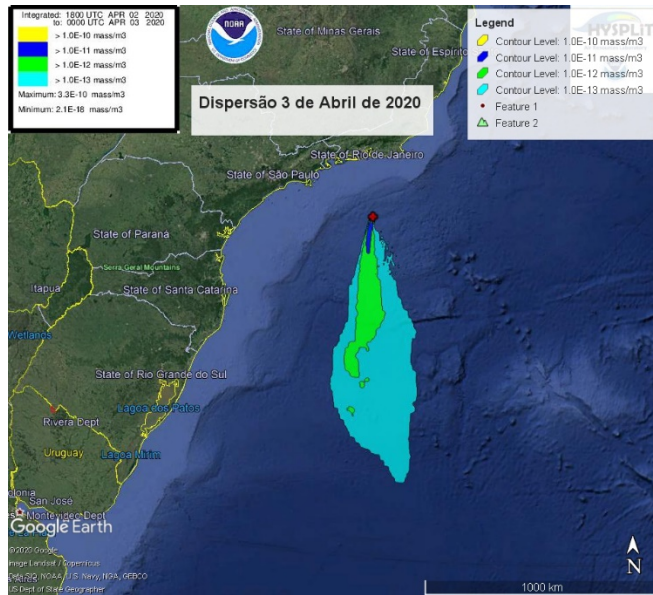 Integrated: 1800 UTC APR 02 2020
to: 0000 UTC APR 03 2020
> 1.0E-10 mass/m3
> 1.0E-11 mass/m3
> 1.0E-12 mass/m3
> 1.0E-13 mass/m3
Maximum: 3.3E-10 mass/m3
Minimum: 2.1E-18 mass/m3
NOAA
Legend
HYSPLIT
Contour Level: 1.0E-10 mass/m3
Contour Level: 1.0E-11 mass/m3
Contour Level: 1.0E-12 mass/m3
Contour Level: 1.0E-13 mass/m3
Feature 1
Feature 2
State of Minas Gerais
State of Espírito
Dispersão 3 de Abril de 2020
State of Rio de Janeiro
State of São Paulo
State of Paraná
Serra Geral Mountains
Itapua
State of Santa Catarina
Wetlands
State of Rio Grande do Sul
Lagoa dos Patos
Rivera Dept
Uruguay
Lagoa Mirim
olonia
San José
Montevideo Dept
Google Earth
©2020 Google
Image Landsat / Copernicus
Data SIO, NOAA, U.S. Navy, NGA, GEBCO
US Dept of State Geographer
N
1000 km